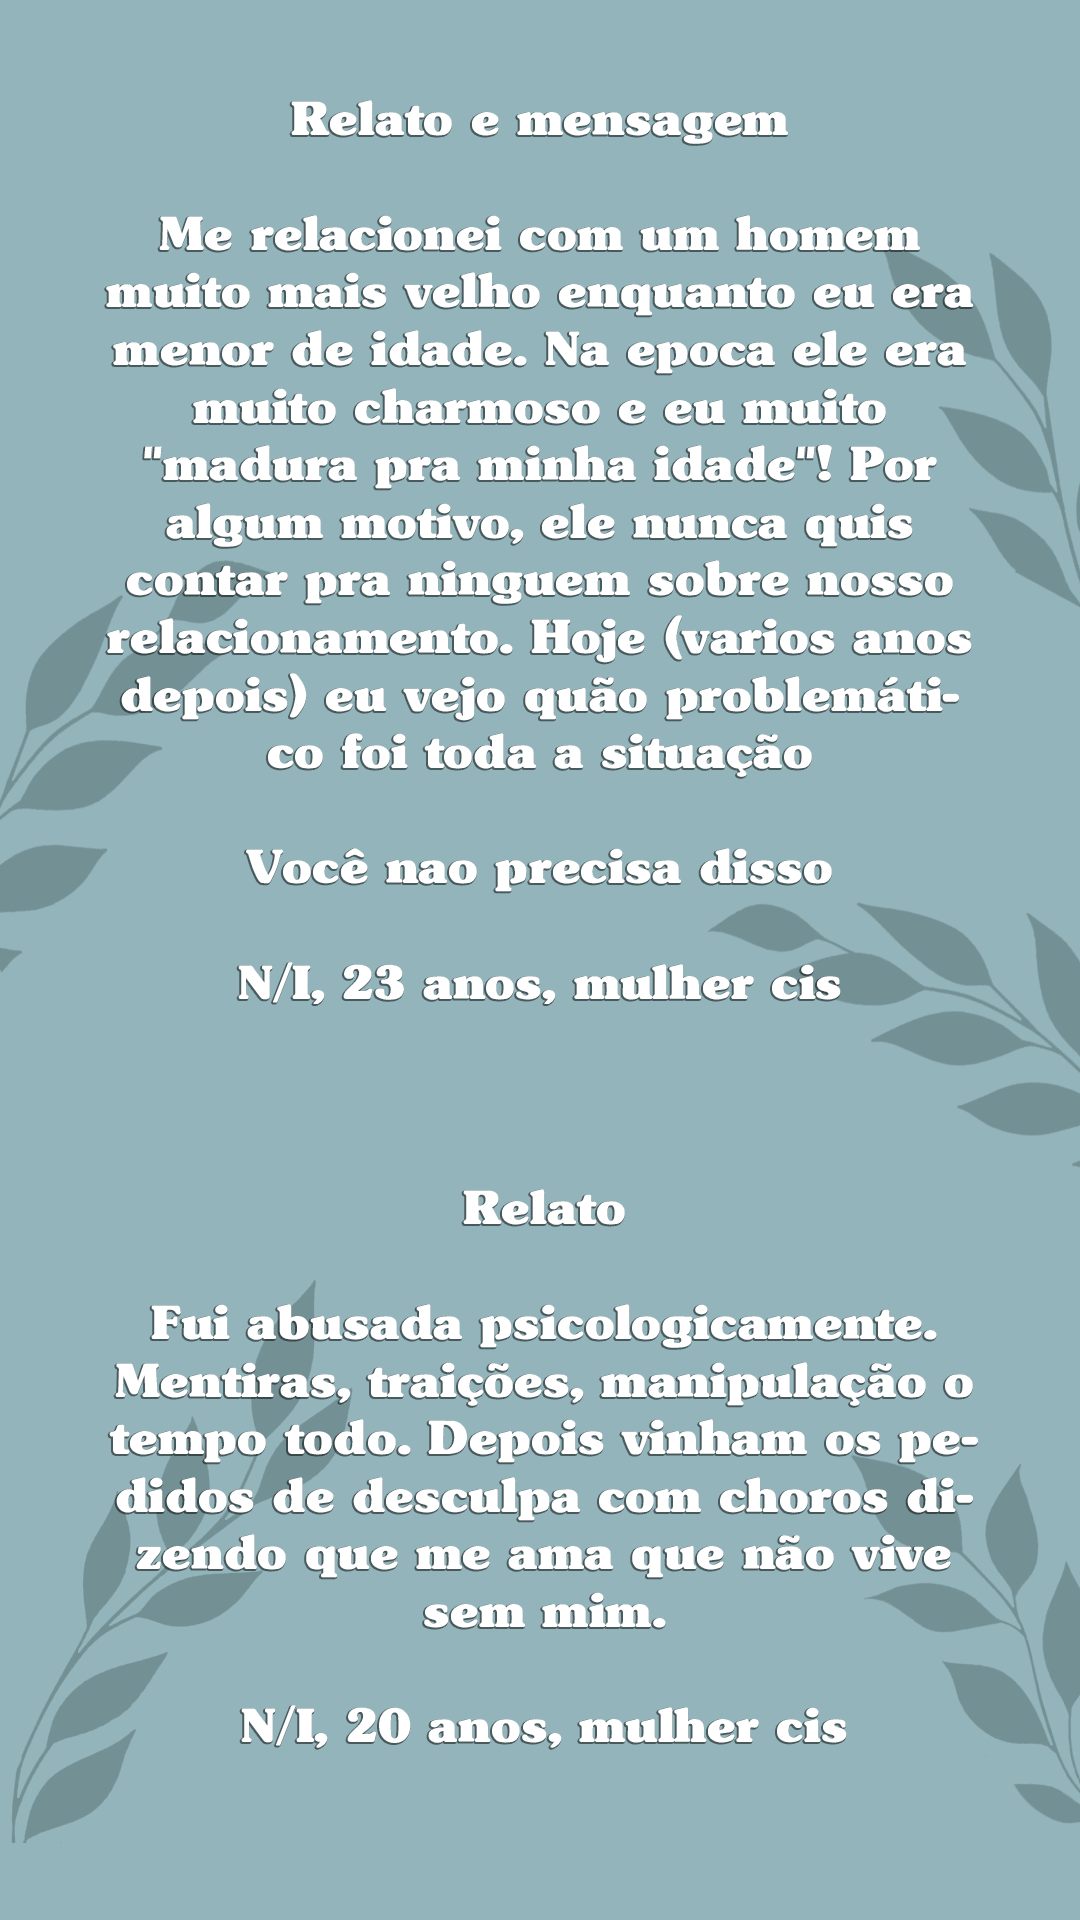 Relato e mensagem
Me relacionei com um homem
muito mais velho enquanto eu era
menor de idade. Na epoca ele era
muito charmoso e eu muito
"madura pra minha idade"! Por
algum motivo, ele nunca quis
contar pra ninguem sobre nosso
relacionamento. Hoje (varios anos
depois) eu vejo quão problemáti-
co foi toda a situação
Você nao precisa disso
N/I, 23 anos, mulher cis
Relato
Fui abusada psicologicamente.
Mentiras, traições, manipulação o
tempo todo. Depois vinham os pe-
didos de desculpa com choros di-
zendo que me ama que não vive
sem mim.
N/I, 20 anos, mulher cis